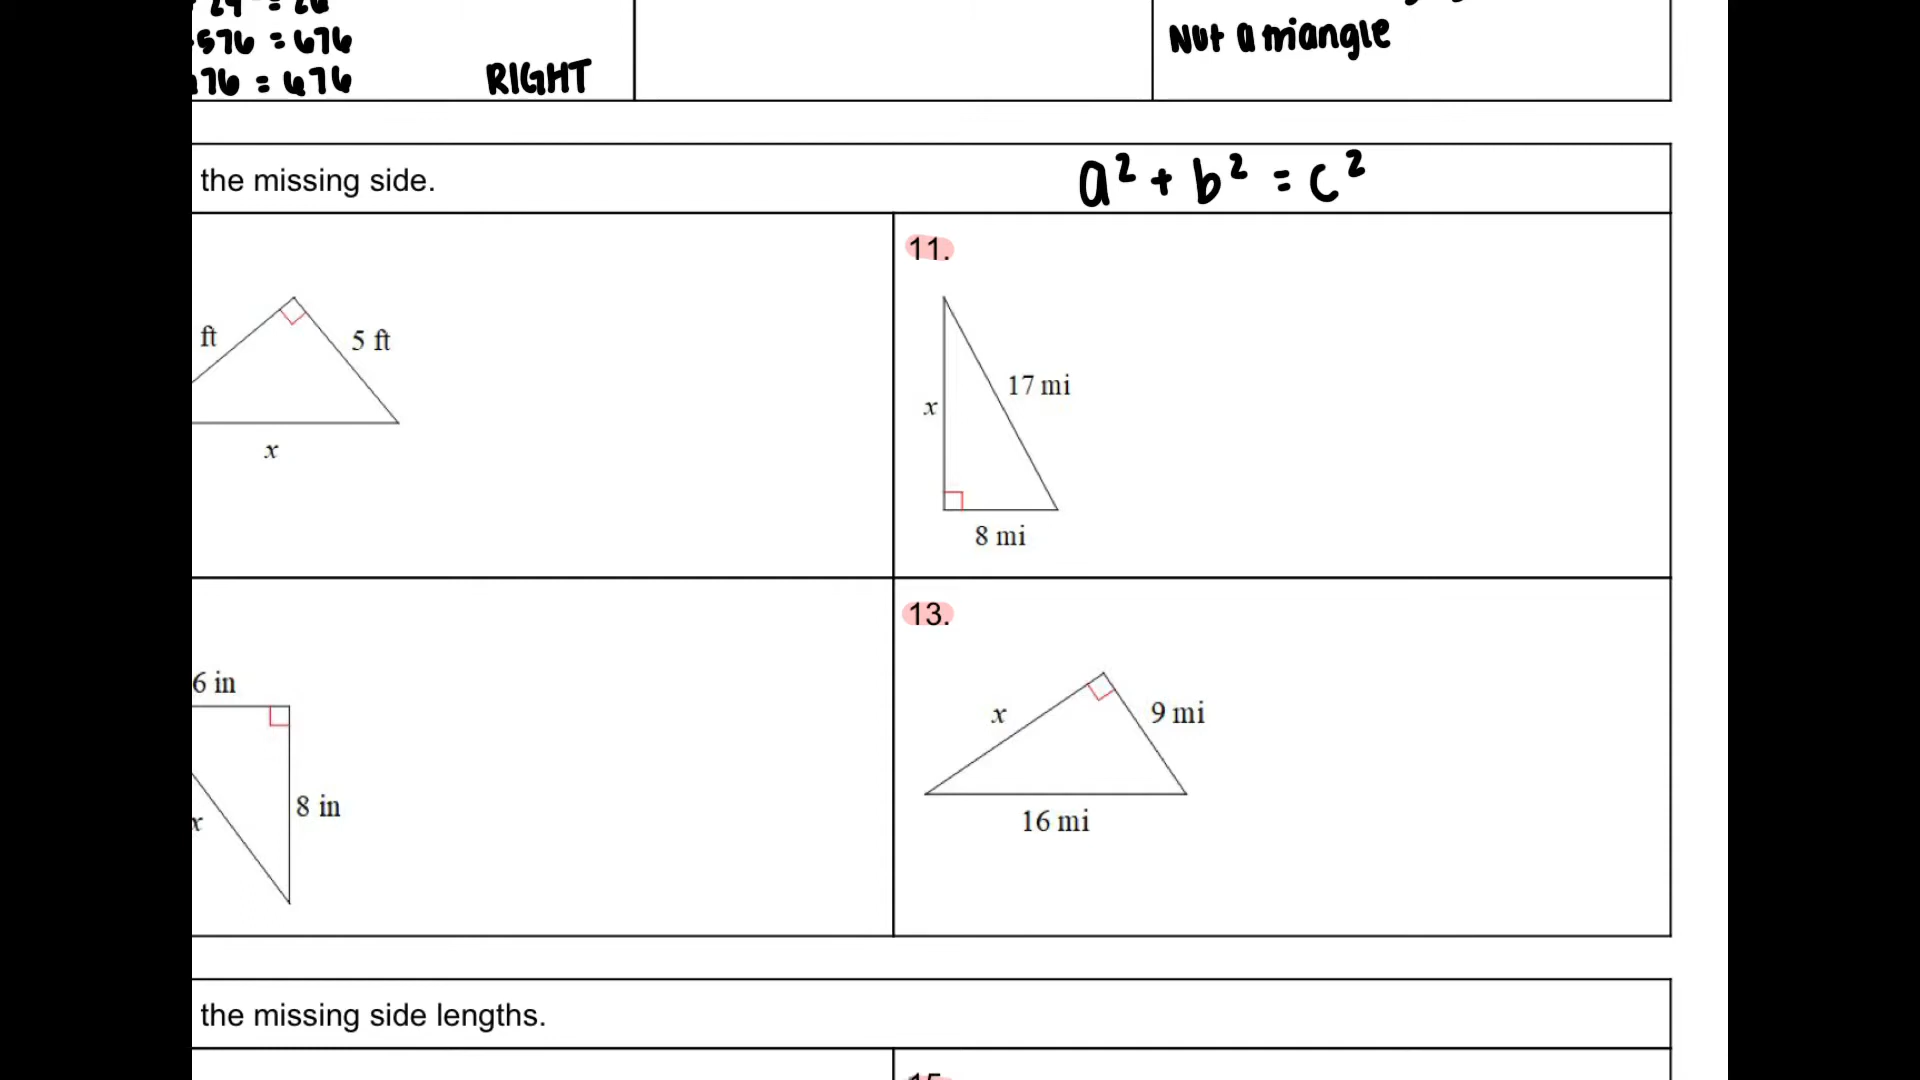 576 = 676
76 = 676
RIGHT
Not a triangle
the missing side.
a² + b² = c²
ft
5 ft
x
11.
x
17 mi
8 mi
6 in
8 in
x
13.
x
9 mi
16 mi
the missing side lengths.